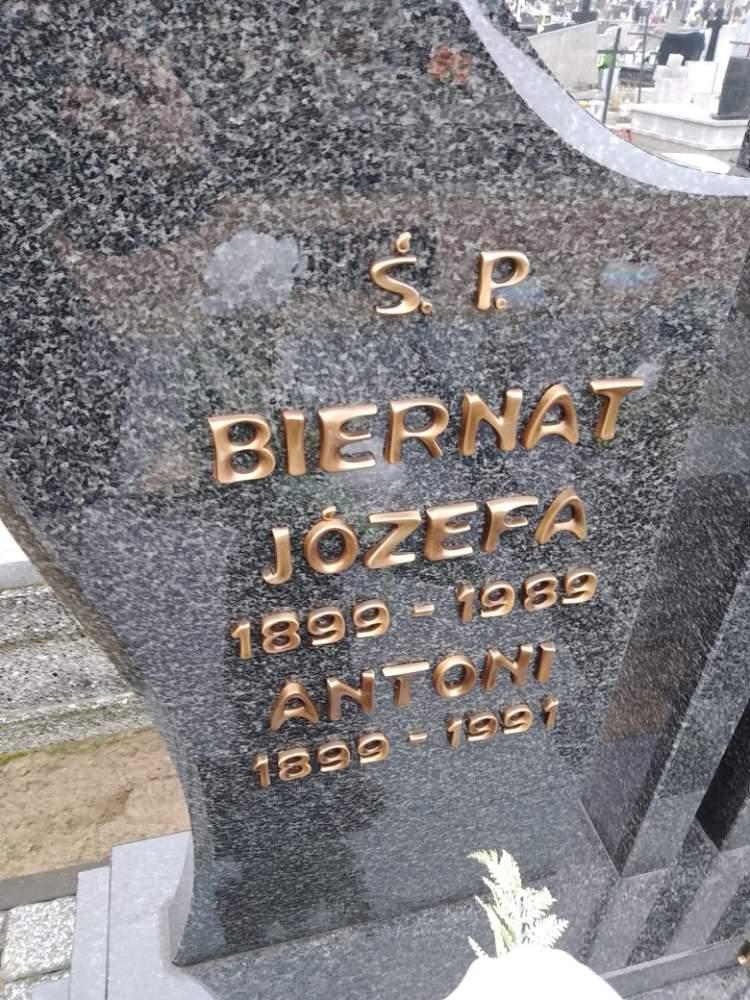 Ś. P.
BIERNAT
JÓZEFA
1899 - 1989
ANTONI
1899 - 1991